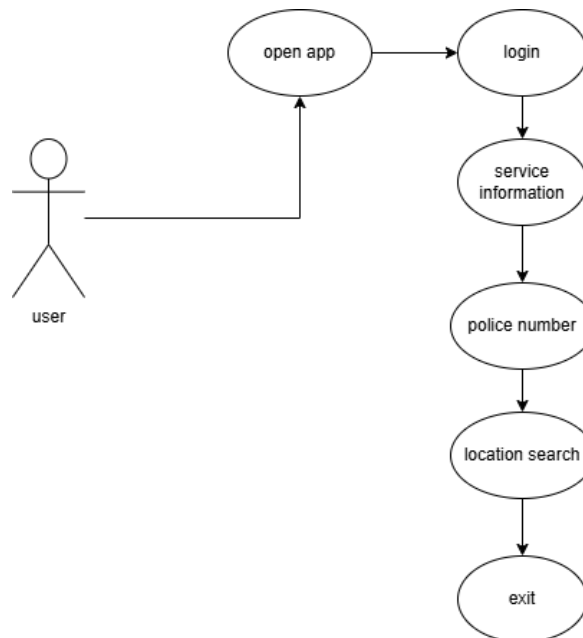 open app
login
service
information
user
police number
location search
exit